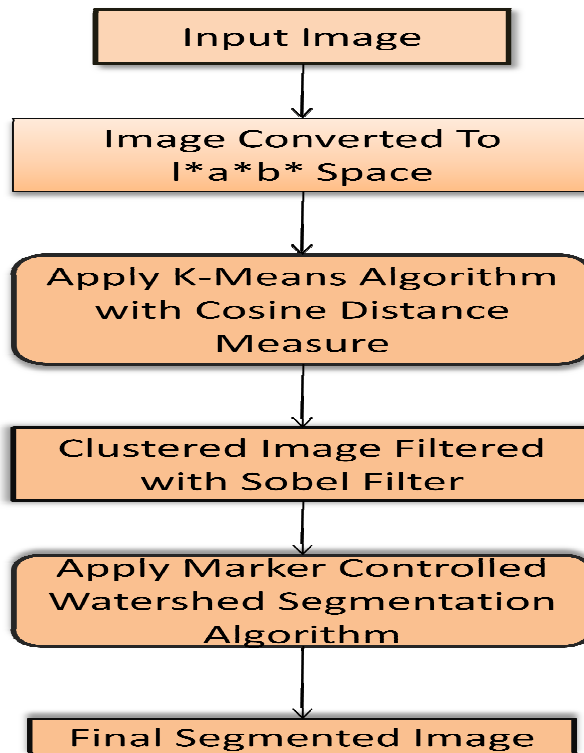 Input Image
Image Converted To
l*a*b* Space
Apply K-Means Algorithm
with Cosine Distance
Measure
Clustered Image Filtered
with Sobel Filter
Apply Marker Controlled
Watershed Segmentation
Algorithm
Final Segmented Image